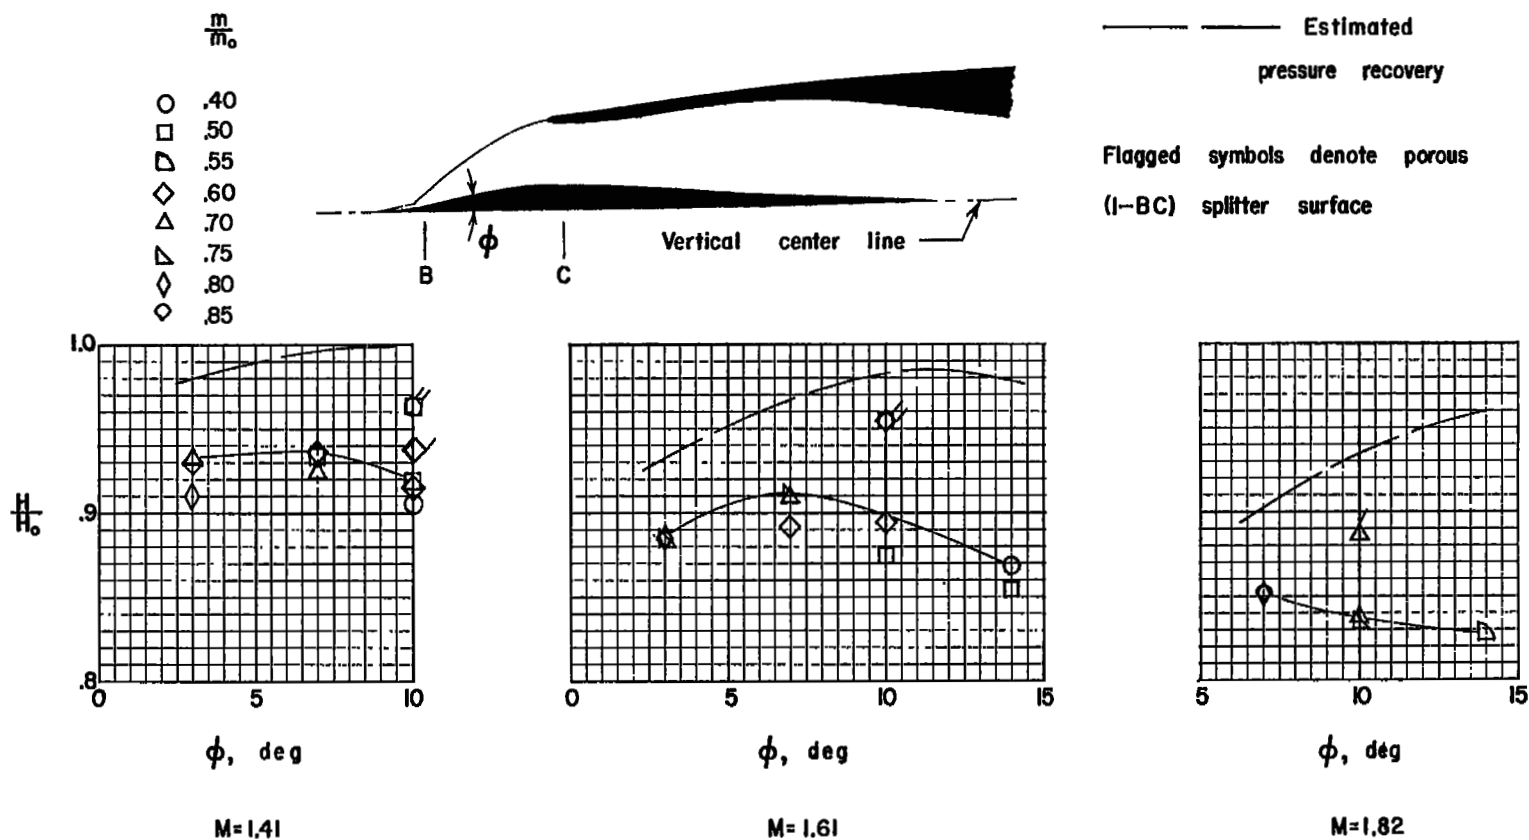 m
m₀
.40
.50
.55
.60
.70
.75
.80
.85
Estimated
pressure recovery
Flagged symbols denote porous
(1-BC) splitter surface
ϕ
Vertical center line
B
C
1.0
.9
.8
H
H₀
0 5 10
0 5 10 15
5 10 15
ϕ, deg
ϕ, deg
ϕ, deg
M=1.41
M=1.61
M=1.82